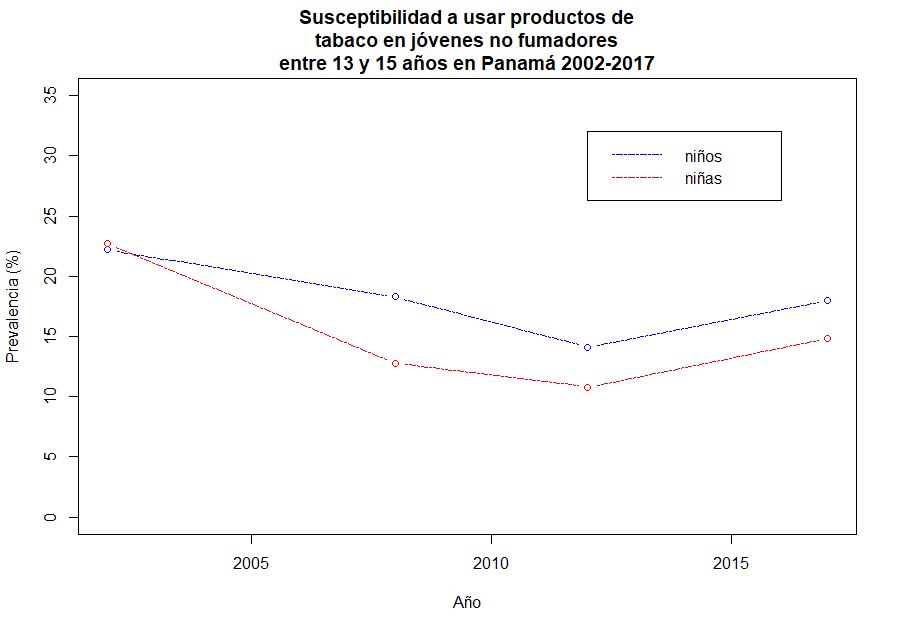 Susceptibilidad a usar productos de
tabaco en jóvenes no fumadores
entre 13 y 15 años en Panamá 2002-2017
35
30
25
20
15
10
5
0
Prevalencia (%)
niños
niñas
2005
2010
2015
Año